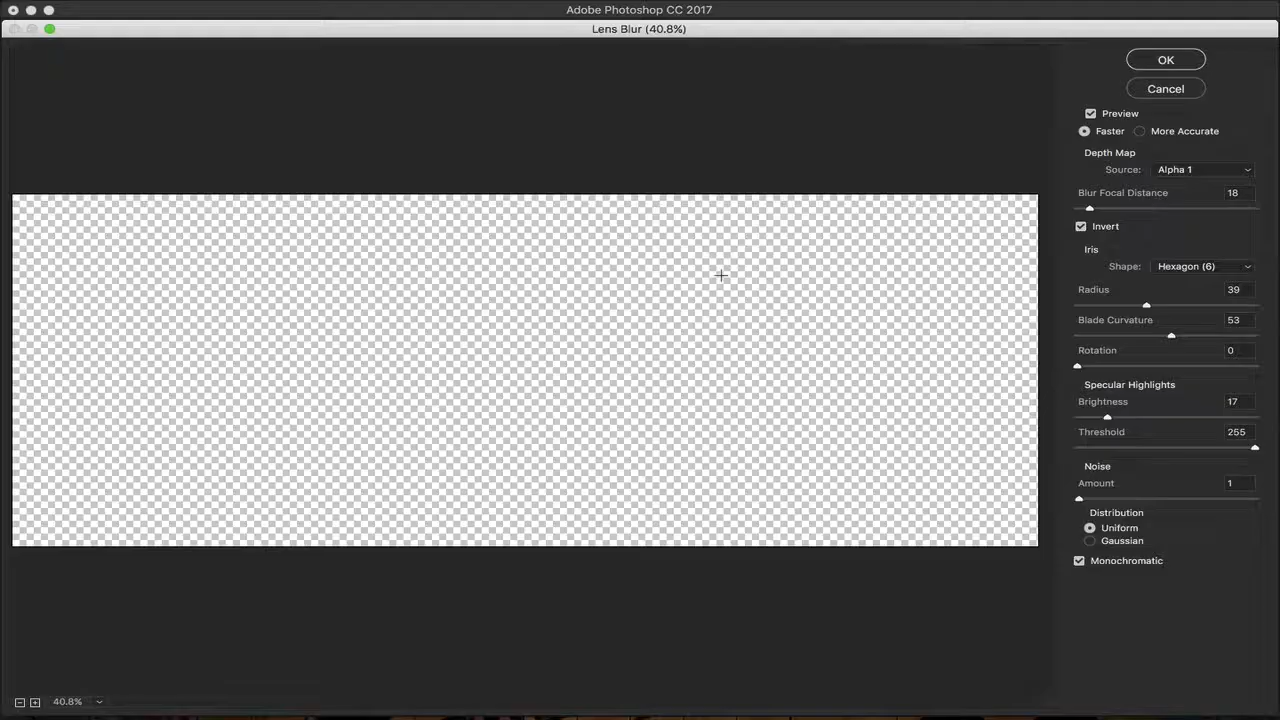 Adobe Photoshop CC 2017
Lens Blur (40.8%)
OK
Cancel
Preview
Faster More Accurate
Depth Map
Source: Alpha 1
Blur Focal Distance 18
Invert
Iris
Shape: Hexagon (6)
Radius 39
Blade Curvature 53
Rotation 0
Specular Highlights
Brightness 17
Threshold 255
Noise
Amount 1
Distribution
Uniform
Gaussian
Monochromatic
40.8%